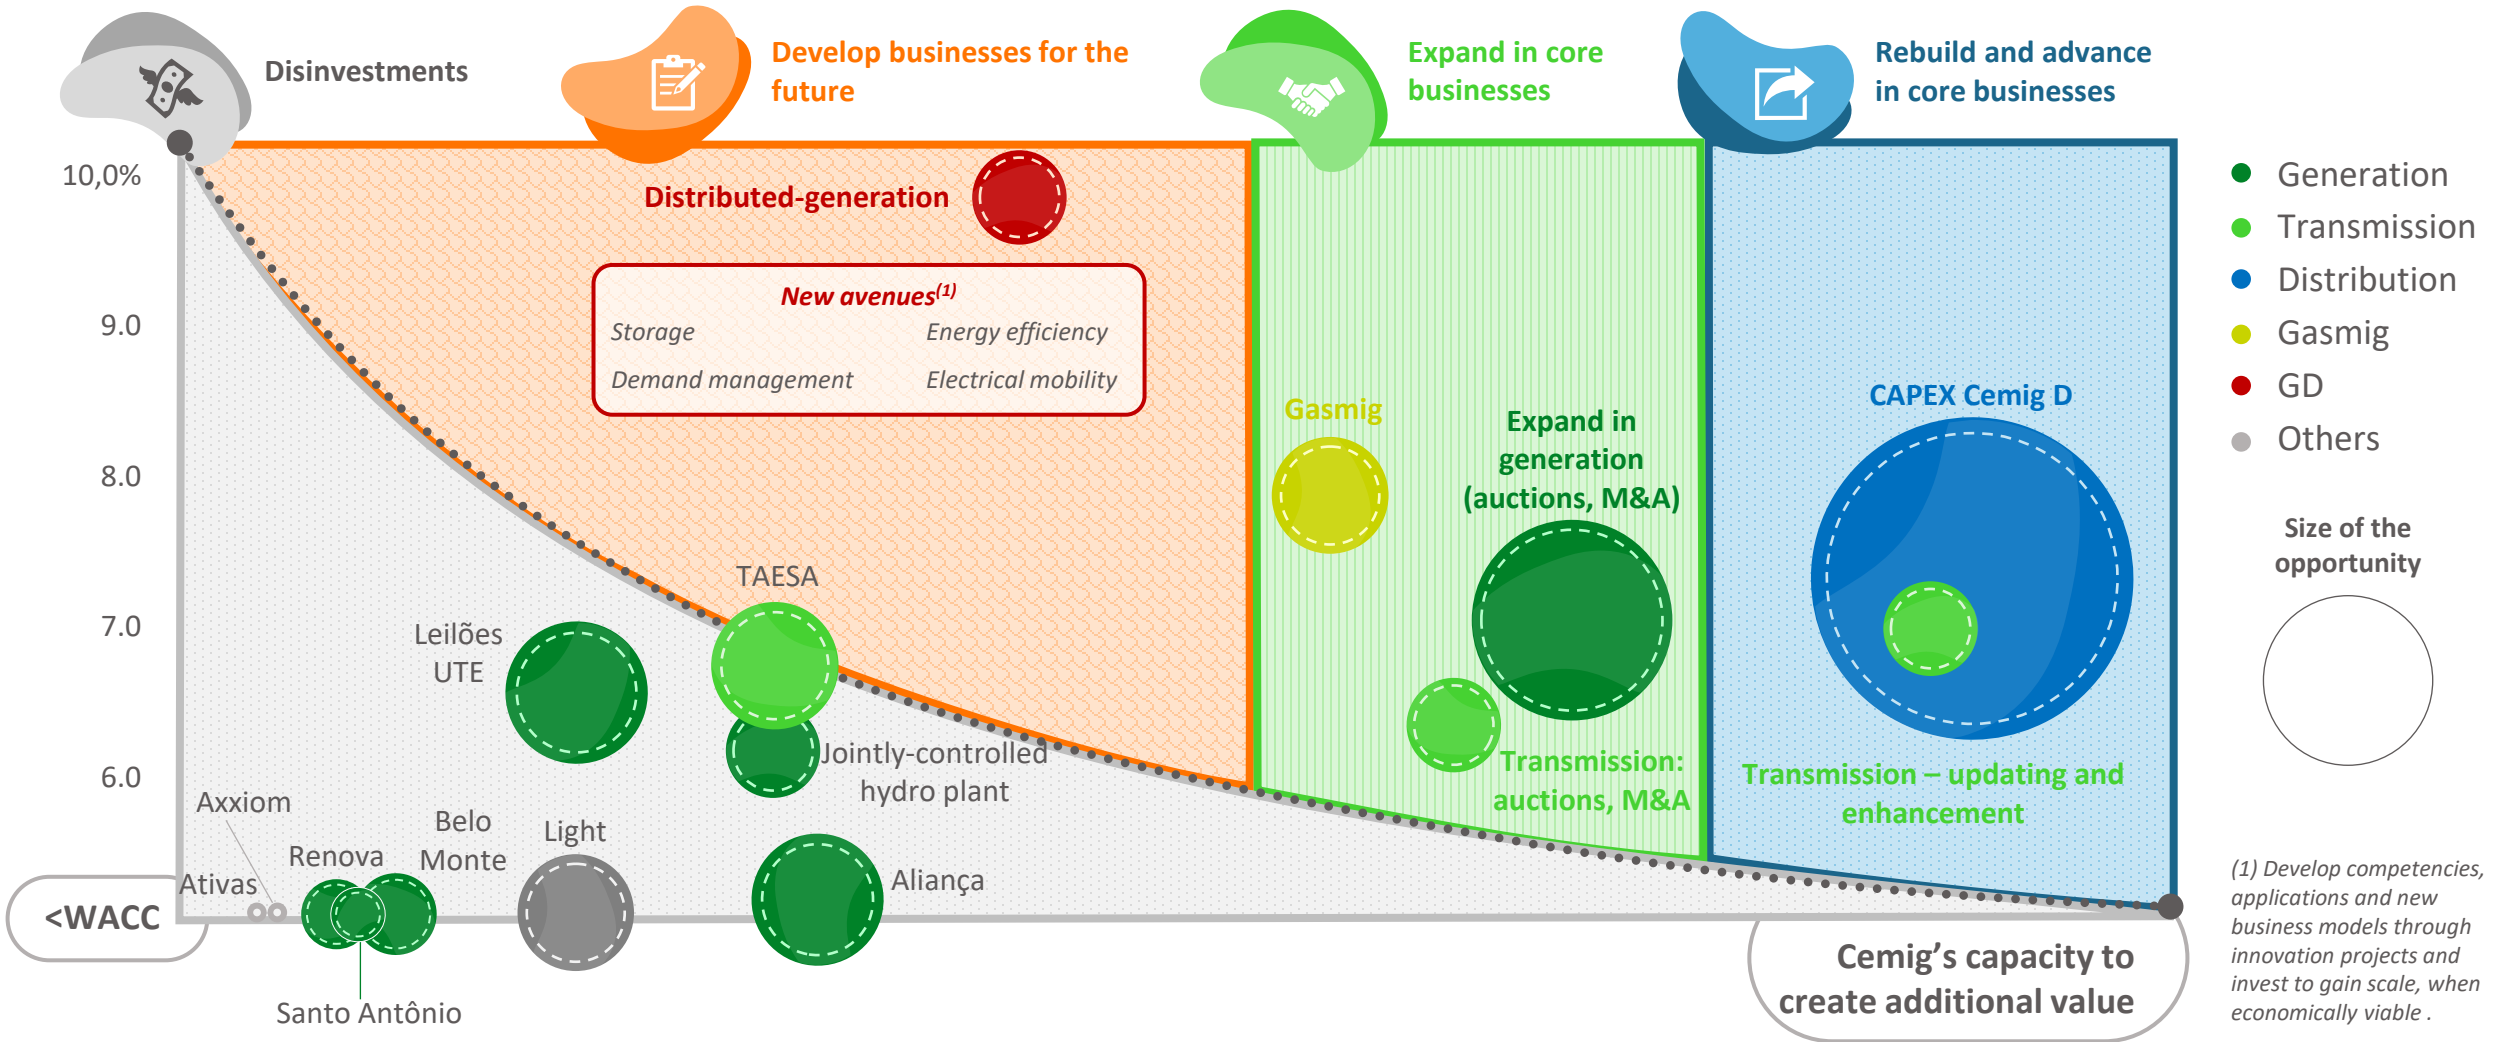 Disinvestments
Develop businesses for the
future
Expand in core
businesses
Rebuild and advance
in core businesses
10,0%
9.0
8.0
7.0
6.0
<WACC
Distributed-generation
New avenues(1)
Storage
Energy efficiency
Demand management
Electrical mobility
Gasmig
Expand in
generation
(auctions, M&A)
CAPEX Cemig D
TAESA
Leilões
UTE
Jointly-controlled
hydro plant
Transmission:
auctions, M&A
Transmission – updating and
enhancement
Axxiom
Ativas
Renova
Belo
Monte
Light
Aliança
Santo Antônio
Cemig's capacity to
create additional value
Generation
Transmission
Distribution
Gasmig
GD
Others
Size of the
opportunity
(1) Develop competencies,
applications and new
business models through
innovation projects and
invest to gain scale, when
economically viable .